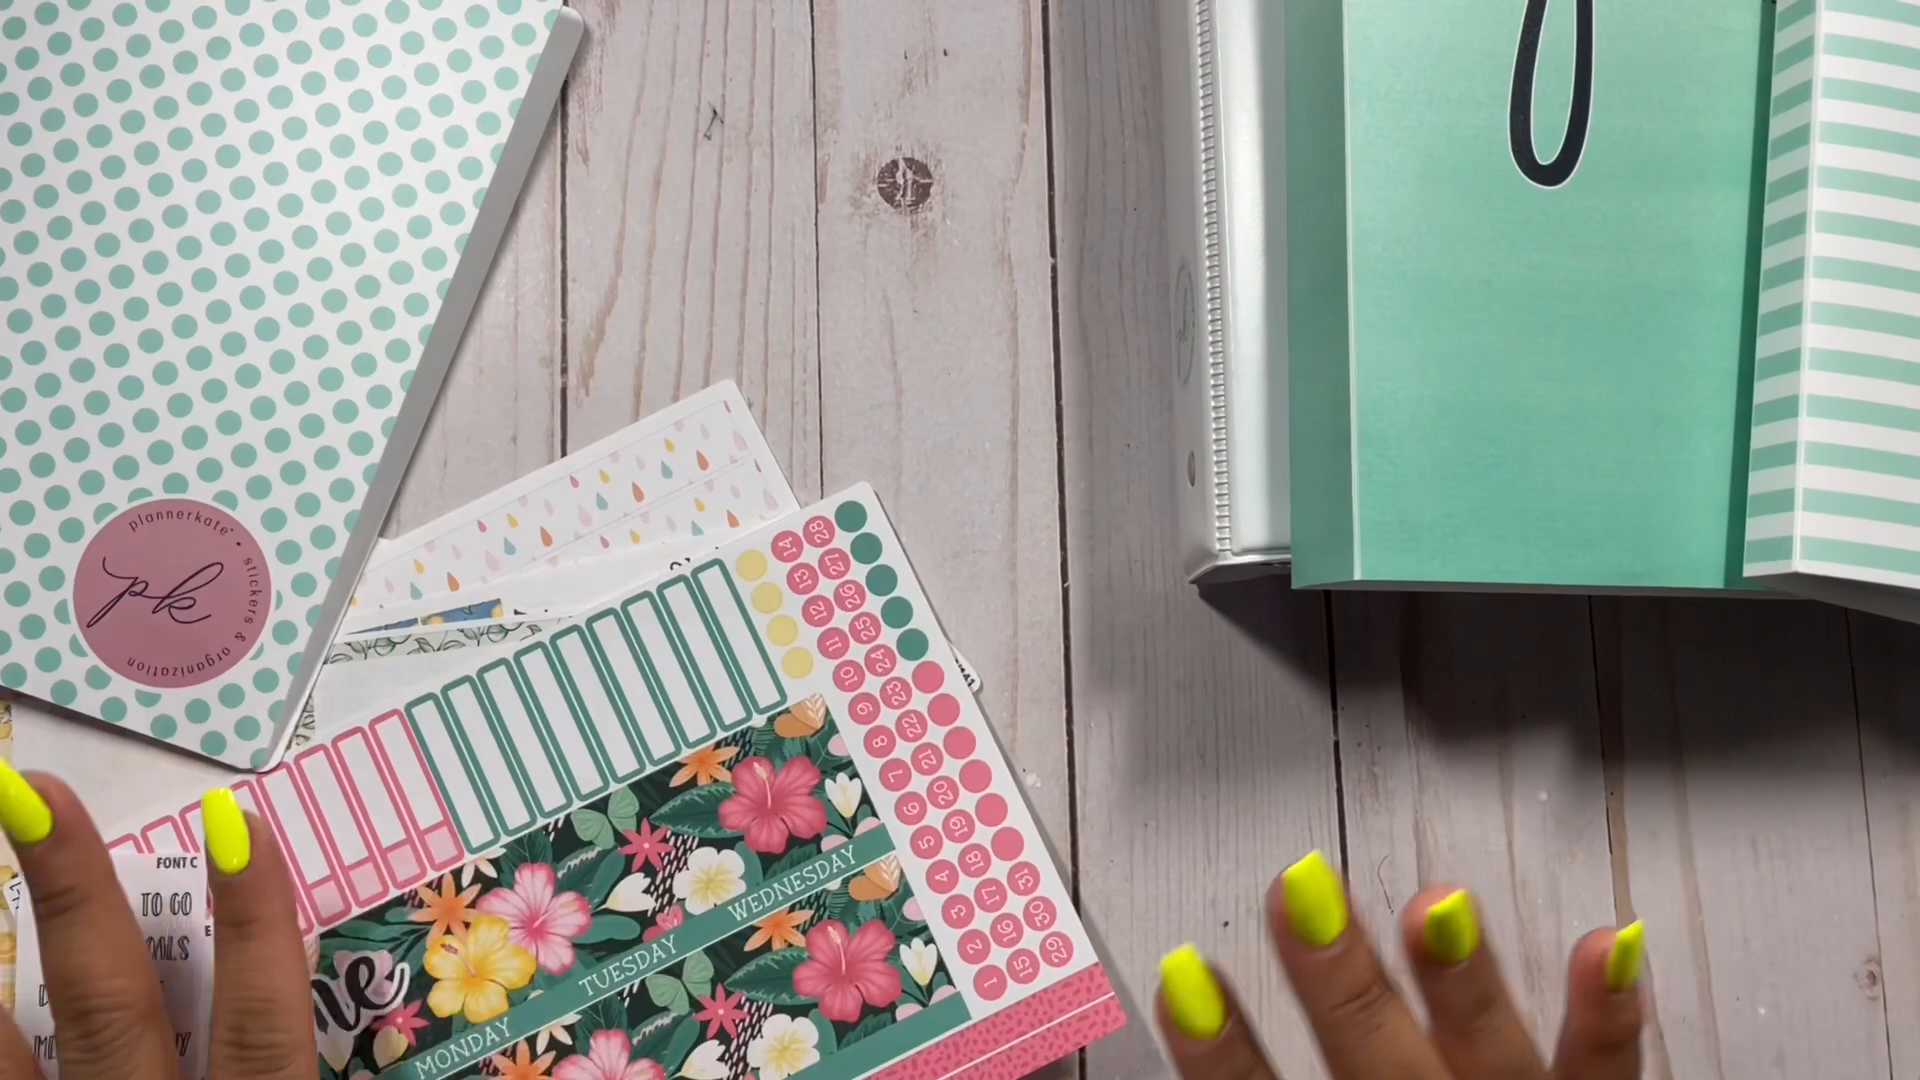 plannerkate
pk
stickers & organization
FONT C
TO GO
MONDAY
TUESDAY
WEDNESDAY
14 28
13 27
12 26
11 25
10 24
9 23
8 22
7 21
6 20
5 19
4 18
3 17 31
2 16 30
1 15 29